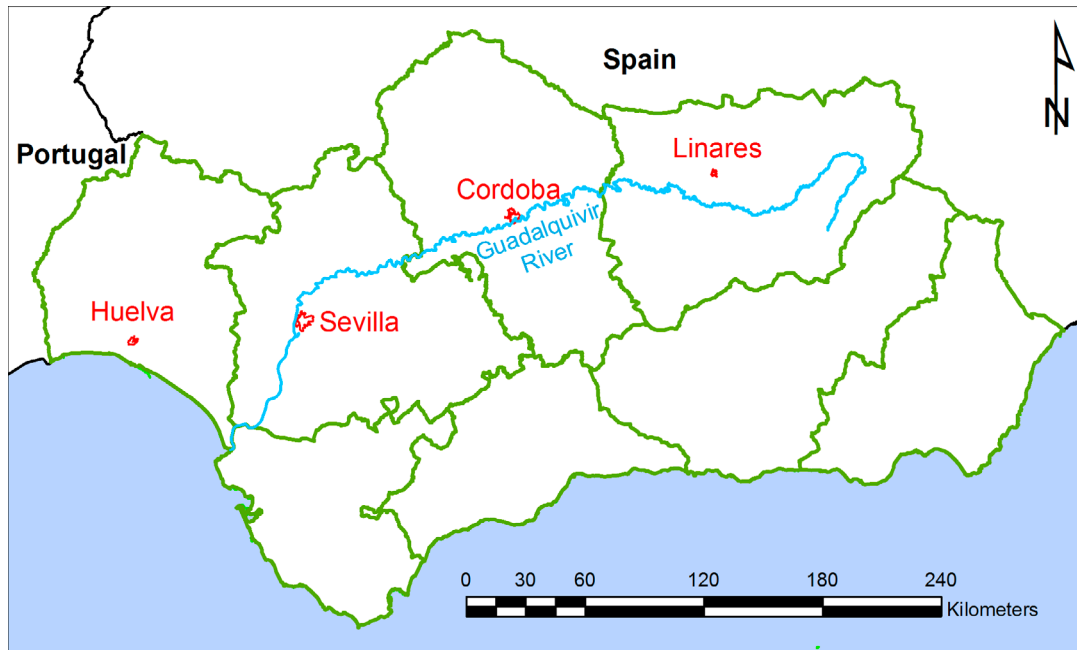 Spain
N
Portugal
Linares
Cordoba
Guadalquivir
River
Huelva
Sevilla
0 30 60 120 180 240
Kilometers